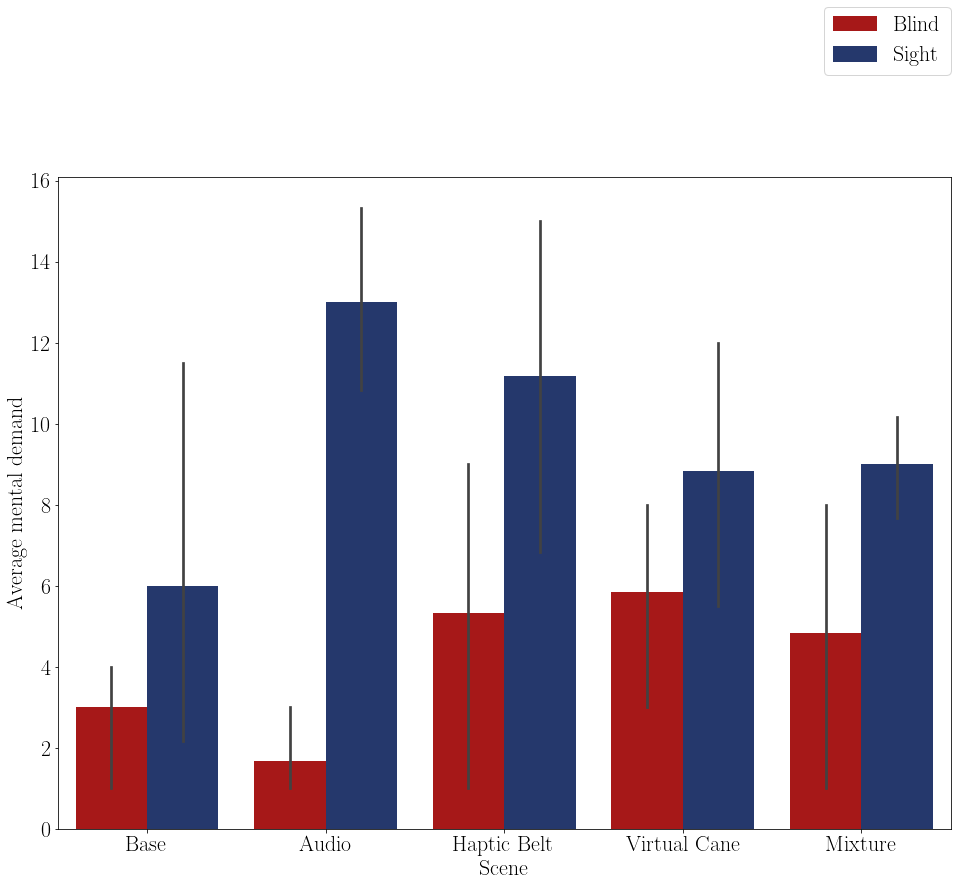 Blind
Sight
16
14
12
10
8
6
4
2
0
Average mental demand
Base
Audio
Haptic Belt
Virtual Cane
Mixture
Scene